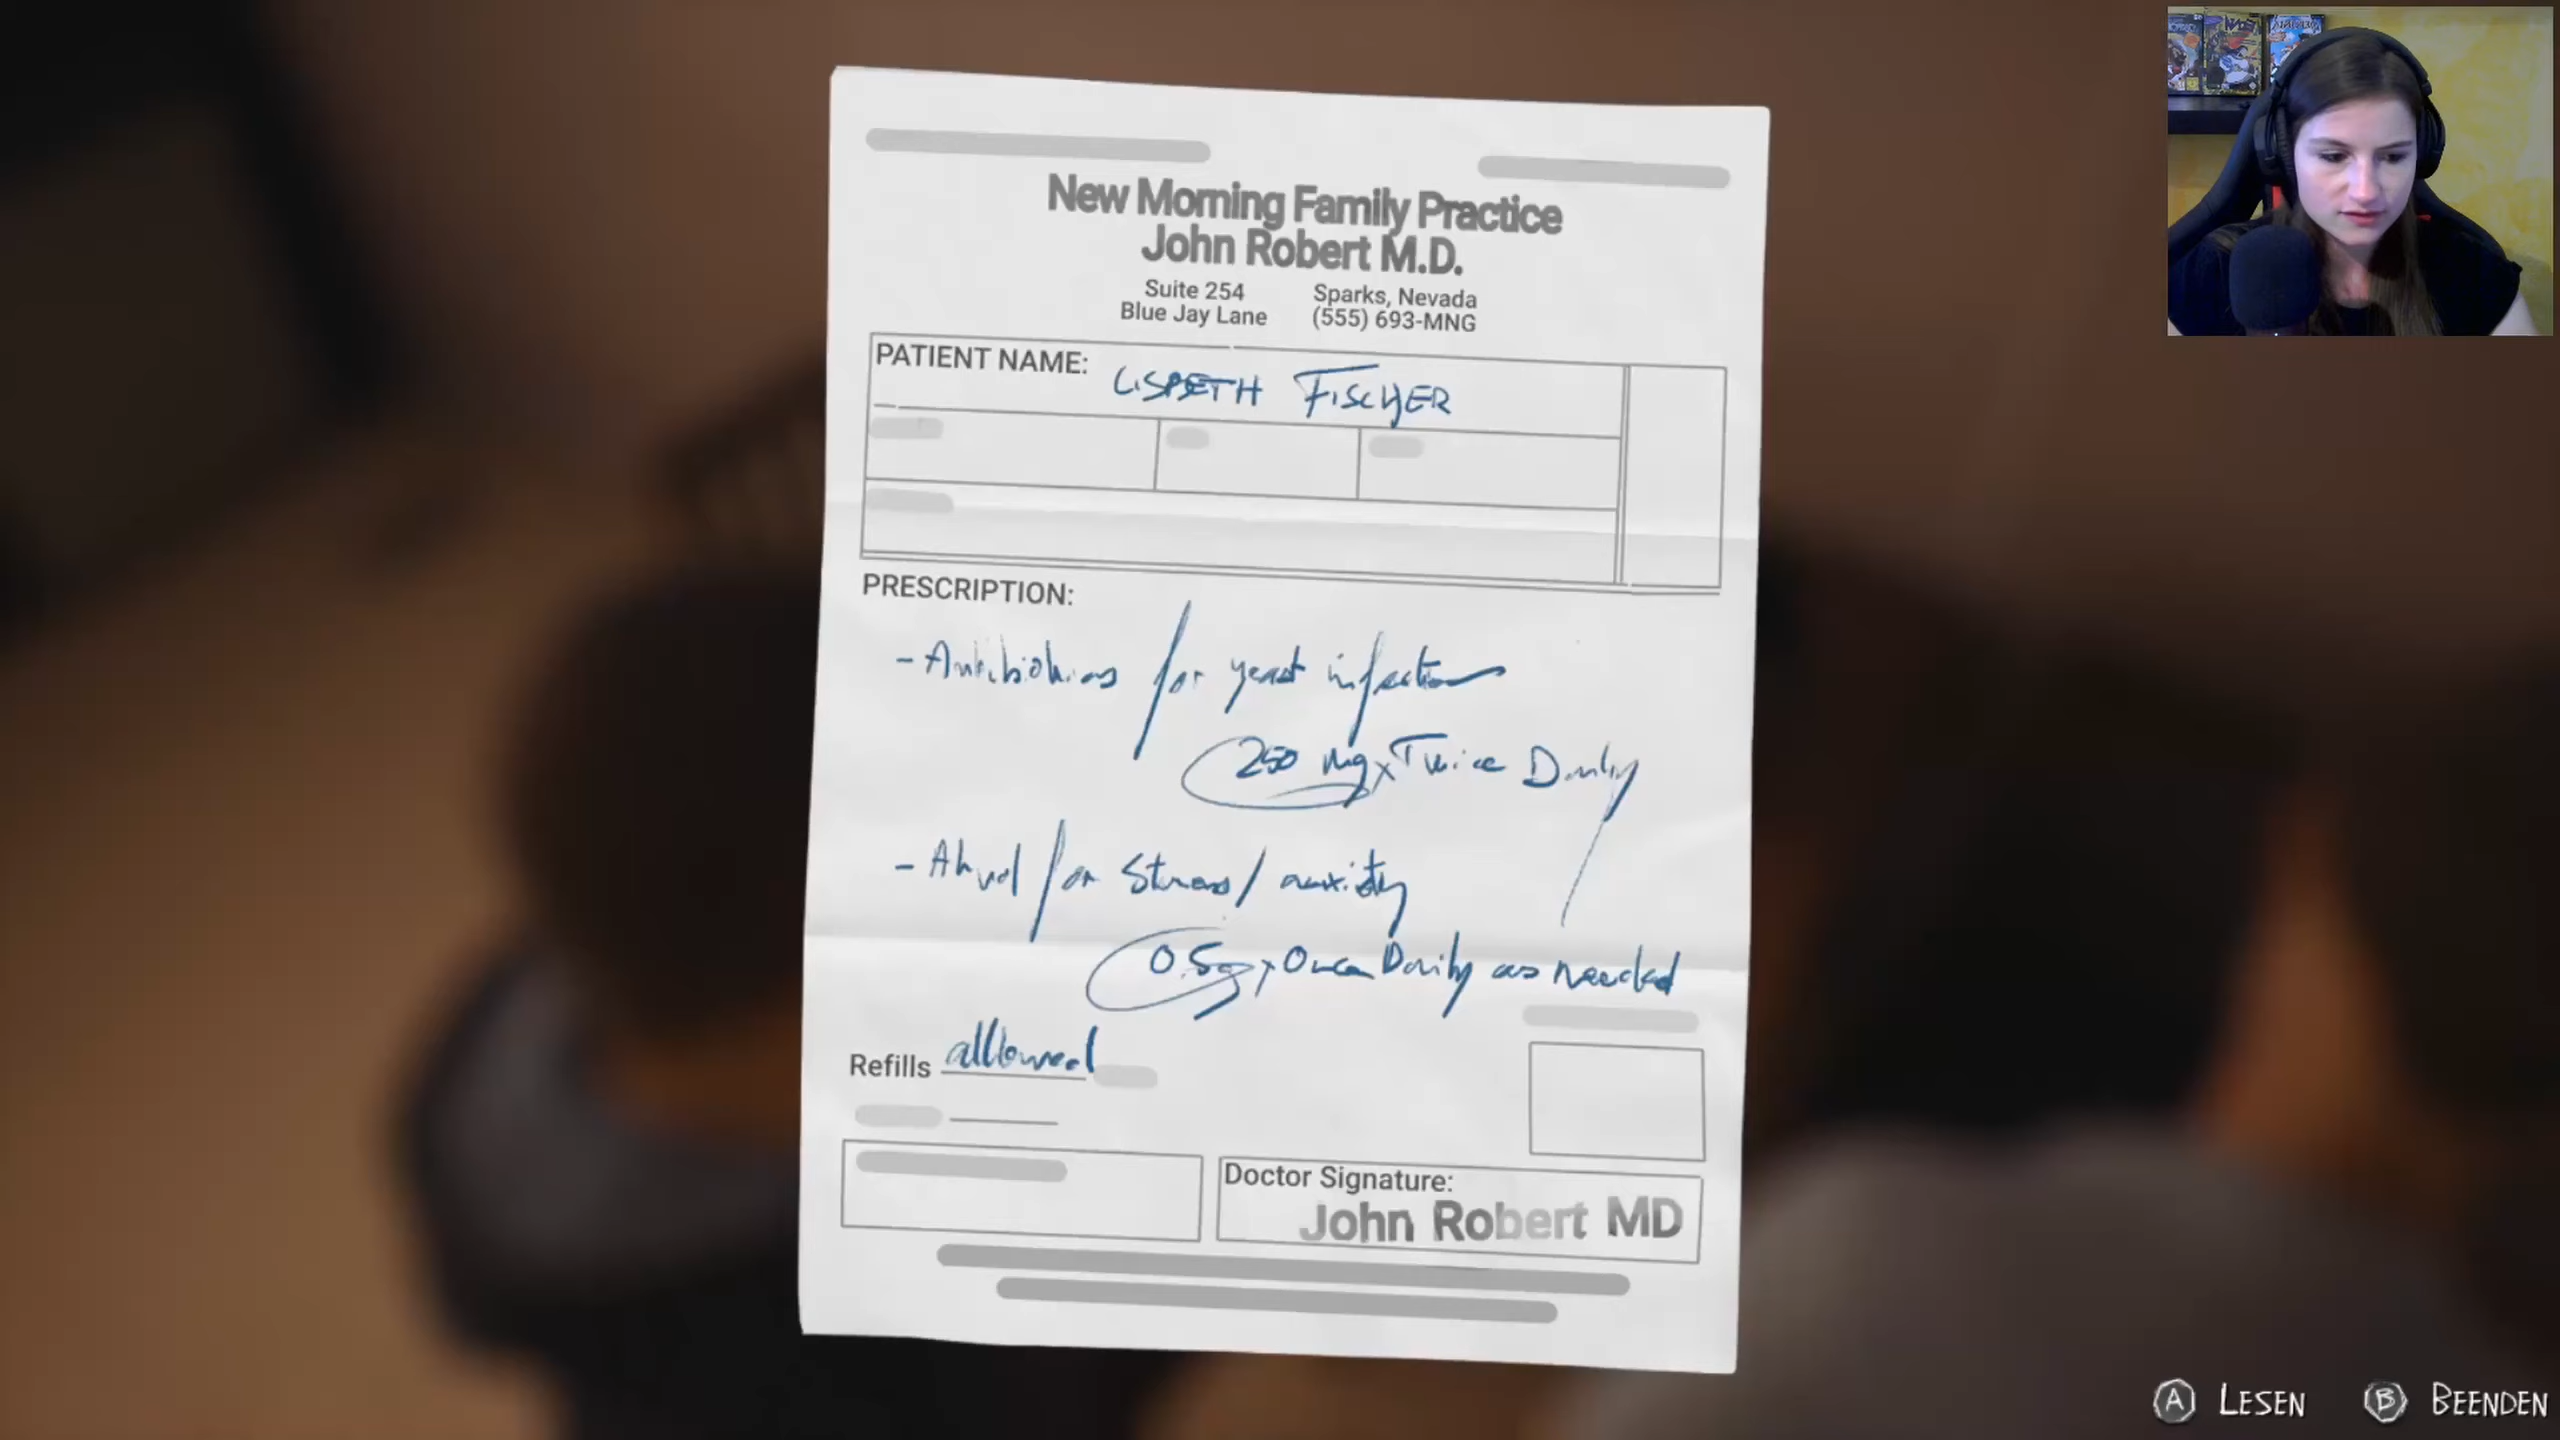 New Morning Family Practice
John Robert M.D.
Suite 254 Sparks, Nevada
Blue Jay Lane (555) 693-MNG
PATIENT NAME: LISBETH FISCHER
PRESCRIPTION:
- Antibiotics for yeast infection
250 mg x Twice Daily
- for Stress / anxiety
0.5g x Once Daily as needed
Refills alllowed
Doctor Signature:
John Robert MD
A LESEN B BEENDEN